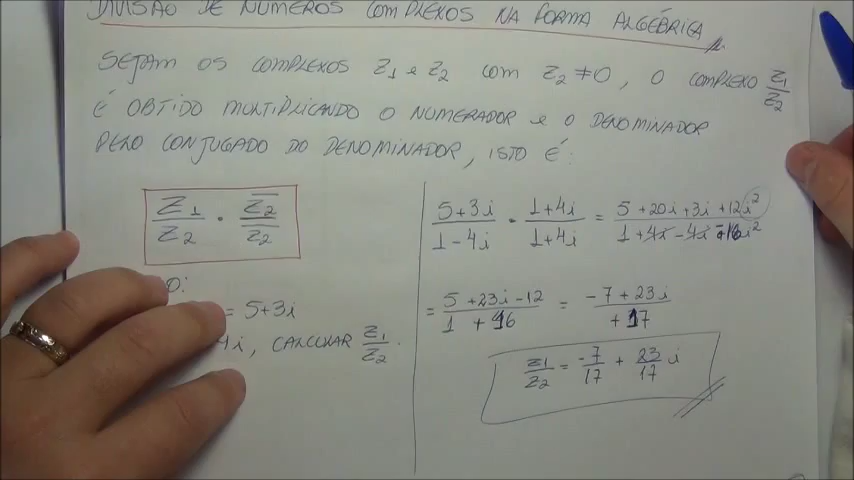 DIVISÃO DE NÚMEROS COMPLEXOS NA FORMA ALGÉBRICA
SEJAM OS COMPLEXOS Z1 e Z2 COM Z2 ≠ 0, O COMPLEXO Z1/Z2
É OBTIDO MULTIPLICANDO O NUMERADOR e O DENOMINADOR
PELO CONJUGADO DO DENOMINADOR, ISTO É:
Z1/Z2 · Z̅2/Z̅2
= 5+3i
4i, CALCULAR Z1/Z2.
(5+3i)/(1-4i) · (1+4i)/(1+4i) = (5+20i+3i+12i²)/(1+4i-4i-16i²)
= (5+23i-12)/(1+16) = (-7+23i)/(+17)
Z1/Z2 = -7/17 + 23/17 i